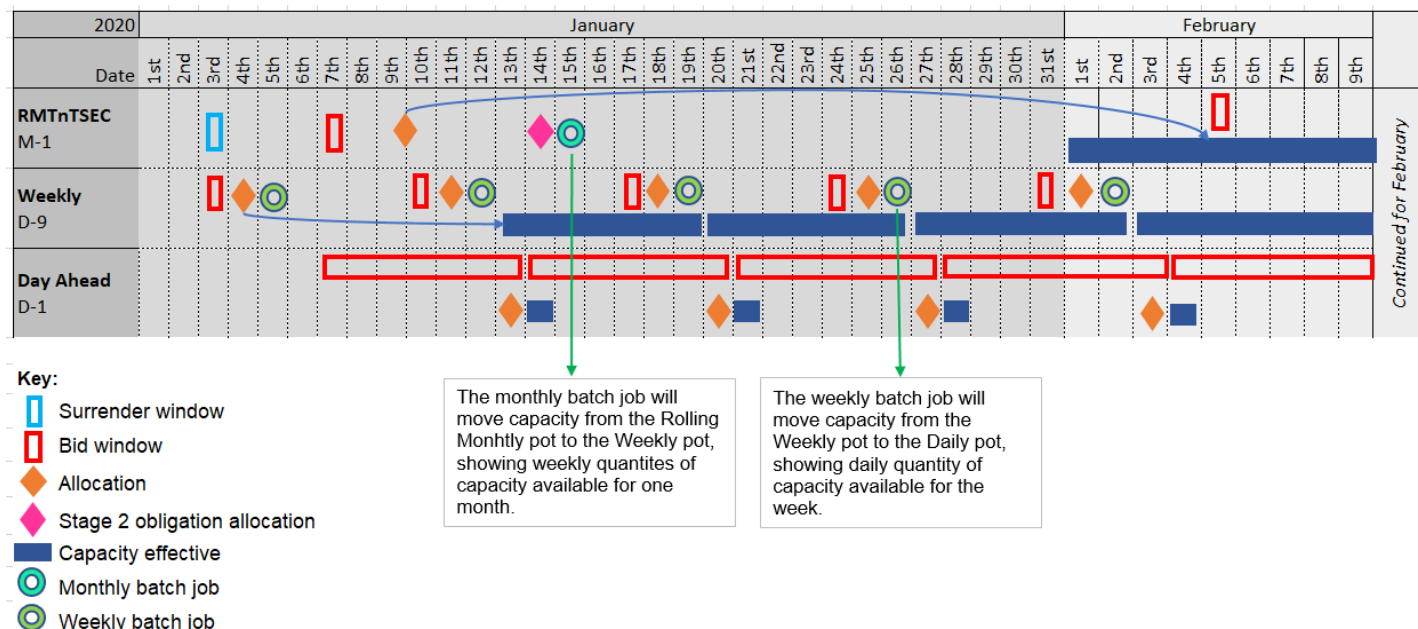 2020 January February
Date 1st 2nd 3rd 4th 5th 6th 7th 8th 9th 10th 11th 12th 13th 14th 15th 16th 17th 18th 19th 20th 21st 22nd 23rd 24th 25th 26th 27th 28th 29th 30th 31st 1st 2nd 3rd 4th 5th 6th 7th 8th 9th
RMTnTSEC
M-1
Weekly
D-9
Day Ahead
D-1
Continued for February
Key:
Surrender window
Bid window
Allocation
Stage 2 obligation allocation
Capacity effective
Monthly batch job
Weekly batch job
The monthly batch job will
move capacity from the Rolling
Monhtly pot to the Weekly pot,
showing weekly quantites of
capacity available for one
month.
The weekly batch job will
move capacity from the
Weekly pot to the Daily pot,
showing daily quantity of
capacity available for the
week.